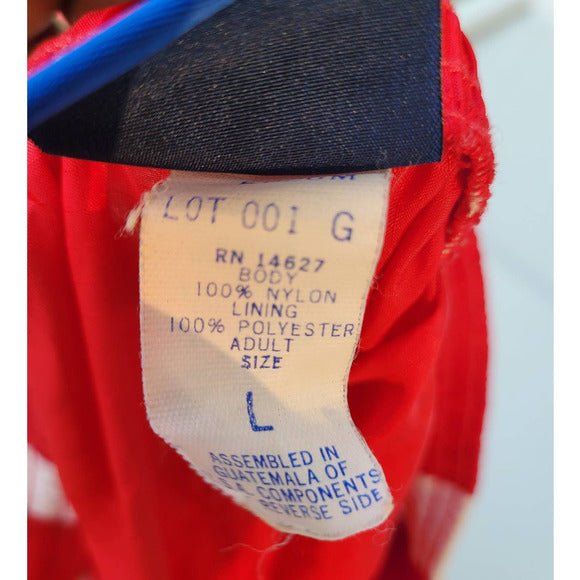 LOT 001 G
RN 14627
BODY
100% NYLON
LINING
100% POLYESTER
ADULT
SIZE
L
ASSEMBLED IN
GUATEMALA OF
U.S.A. COMPONENTS
REVERSE SIDE